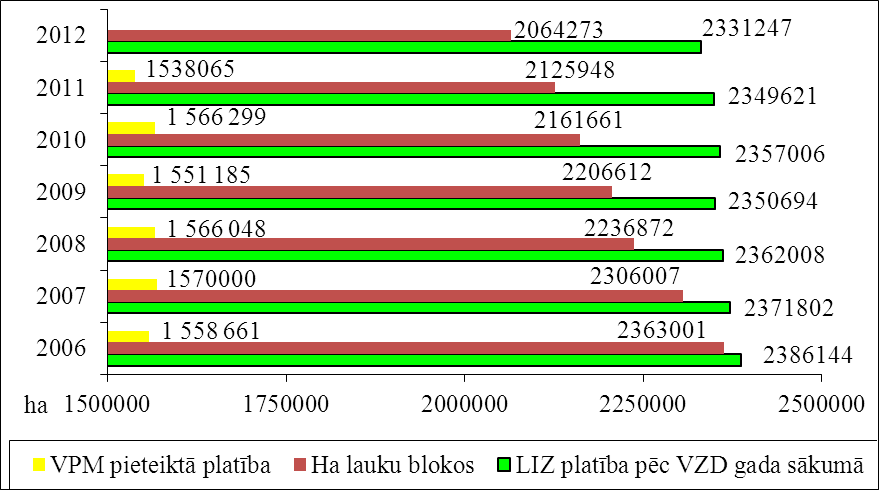 2012 2064273 2331247
2011 1538065 2125948 2349621
2010 1 566 299 2161661 2357006
2009 1 551 185 2206612 2350694
2008 1 566 048 2236872 2362008
2007 1570000 2306007 2371802
2006 1 558 661 2363001 2386144
ha 1500000 1750000 2000000 2250000 2500000
VPM pieteiktā platība Ha lauku blokos LIZ platība pēc VZD gada sākumā